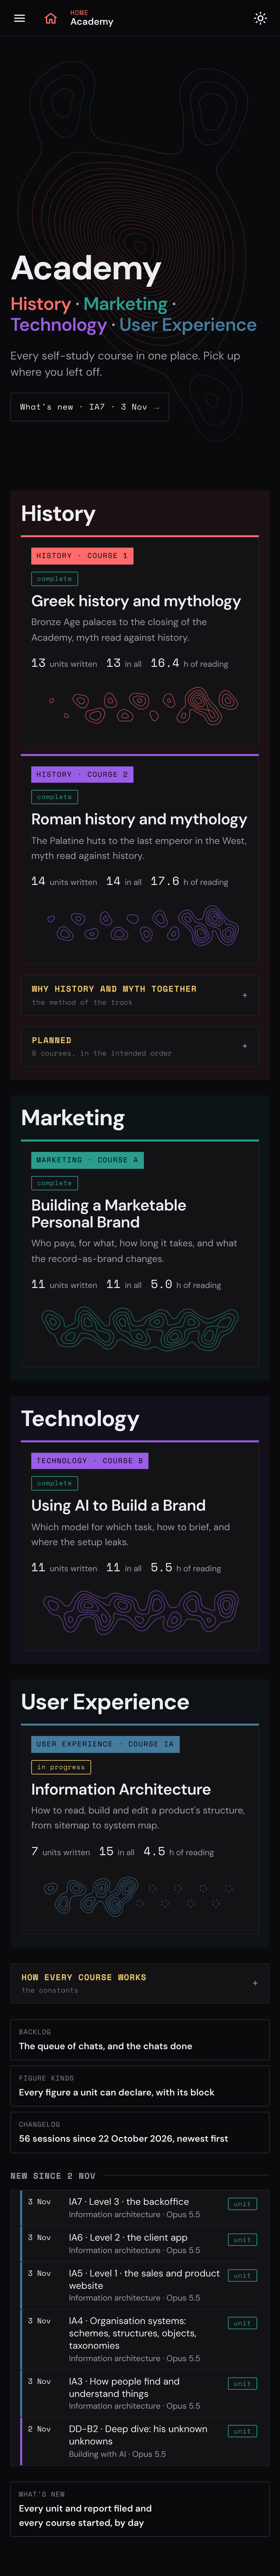 HOME
Academy
Academy
History · Marketing ·
Technology · User Experience
Every self-study course in one place. Pick up
where you left off.
What's new · IA7 · 3 Nov →
History
HISTORY · COURSE 1
complete
Greek history and mythology
Bronze Age palaces to the closing of the
Academy, myth read against history.
13 units written 13 in all 16.4 h of reading
HISTORY · COURSE 2
complete
Roman history and mythology
The Palatine huts to the last emperor in the West,
myth read against history.
14 units written 14 in all 17.6 h of reading
WHY HISTORY AND MYTH TOGETHER
the method of the track
+
PLANNED
8 courses, in the intended order
+
Marketing
MARKETING · COURSE A
complete
Building a Marketable
Personal Brand
Who pays, for what, how long it takes, and what
the record-as-brand changes.
11 units written 11 in all 5.0 h of reading
Technology
TECHNOLOGY · COURSE B
complete
Using AI to Build a Brand
Which model for which task, how to brief, and
where the setup leaks.
11 units written 11 in all 5.5 h of reading
User Experience
USER EXPERIENCE · COURSE IA
in progress
Information Architecture
How to read, build and edit a product's structure,
from sitemap to system map.
7 units written 15 in all 4.5 h of reading
HOW EVERY COURSE WORKS
the constants
+
BACKLOG
The queue of chats, and the chats done
FIGURE KINDS
Every figure a unit can declare, with its block
CHANGELOG
56 sessions since 22 October 2026, newest first
NEW SINCE 2 NOV
3 Nov IA7 · Level 3 · the backoffice unit
Information architecture · Opus 5.5
3 Nov IA6 · Level 2 · the client app unit
Information architecture · Opus 5.5
3 Nov IA5 · Level 1 · the sales and product unit
website
Information architecture · Opus 5.5
3 Nov IA4 · Organisation systems: unit
schemes, structures, objects,
taxonomies
Information architecture · Opus 5.5
3 Nov IA3 · How people find and unit
understand things
Information architecture · Opus 5.5
2 Nov DD-B2 · Deep dive: his unknown unit
unknowns
Building with AI · Opus 5.5
WHAT'S NEW
Every unit and report filed and
every course started, by day